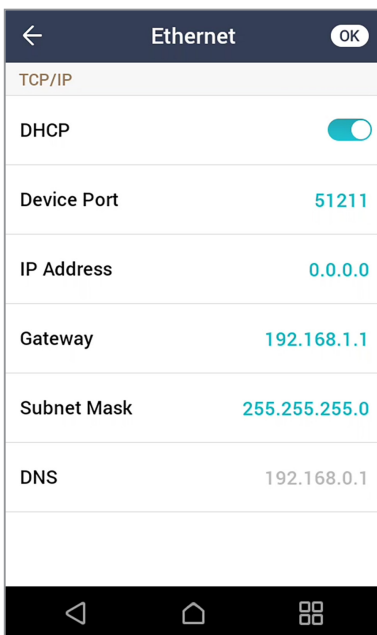 Ethernet OK
TCP/IP
DHCP
Device Port 51211
IP Address 0.0.0.0
Gateway 192.168.1.1
Subnet Mask 255.255.255.0
DNS 192.168.0.1